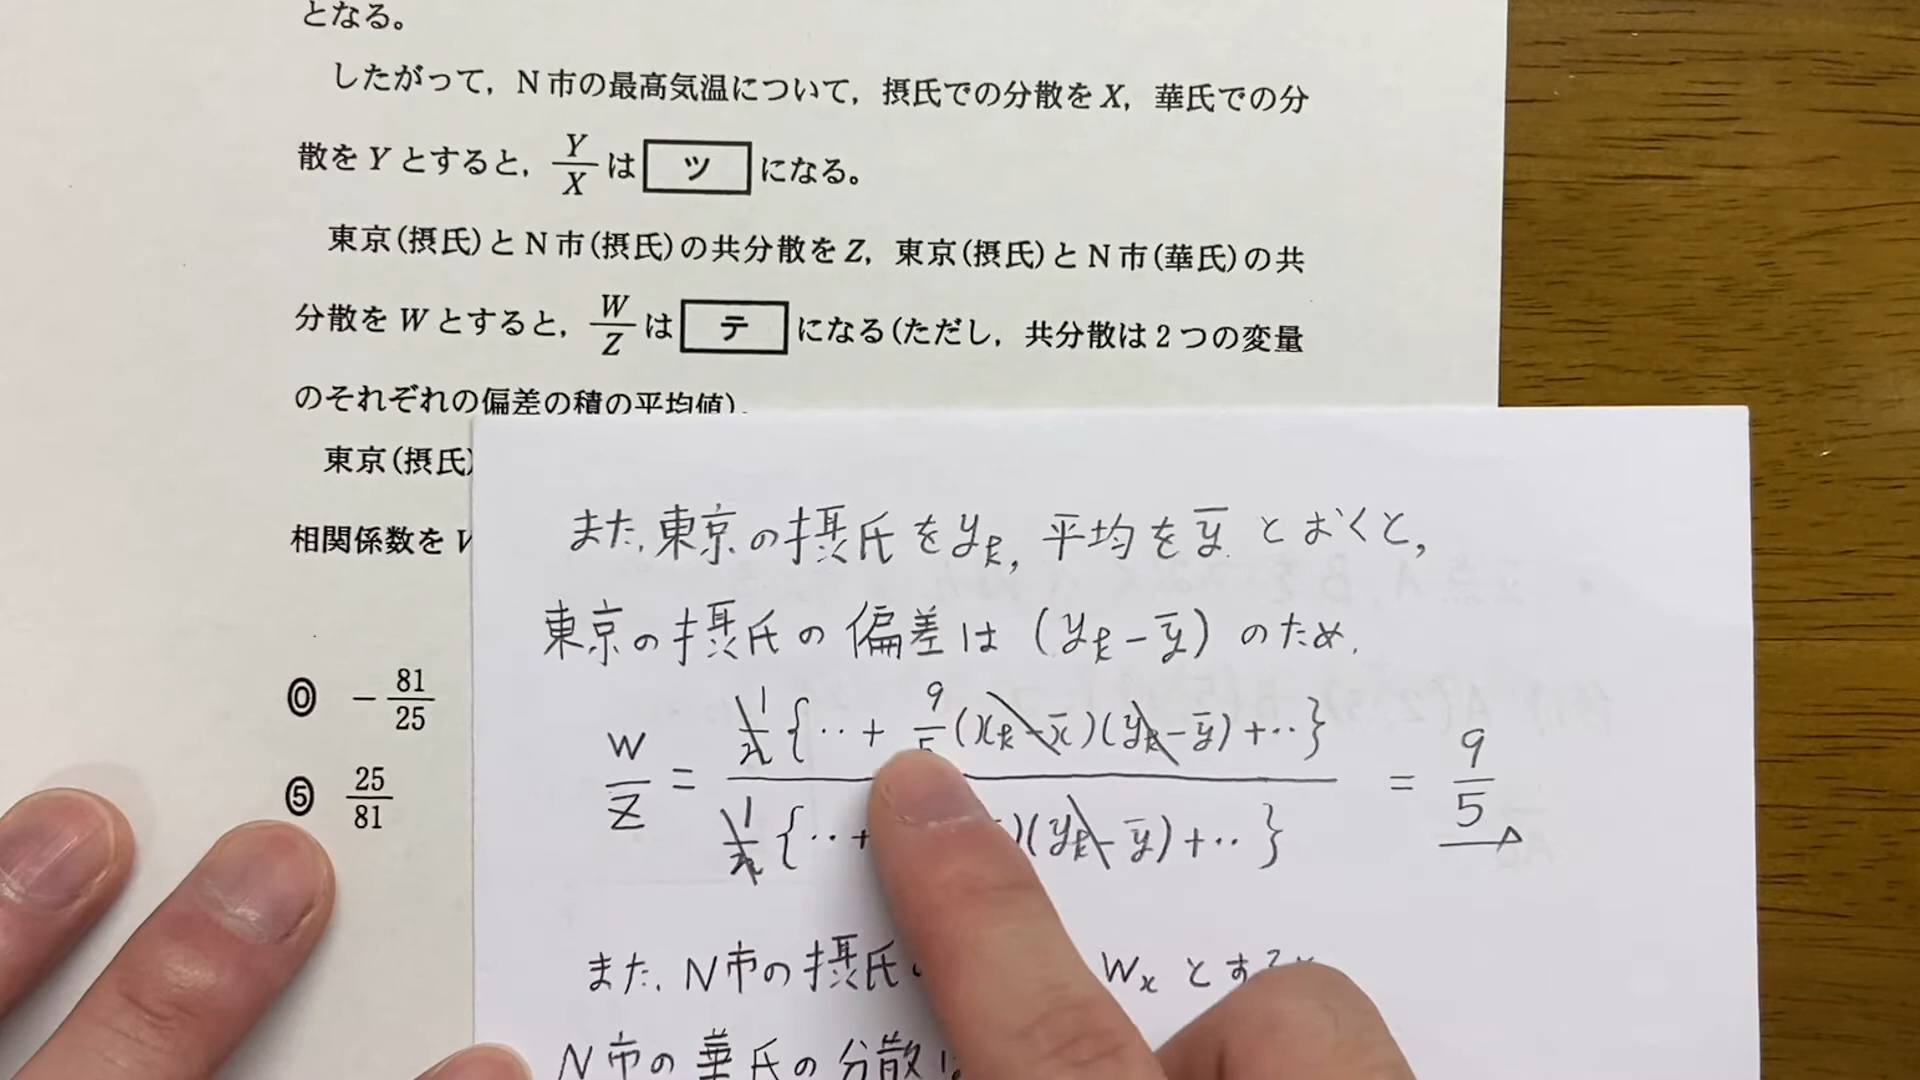 となる。
したがって，N市の最高気温について，摂氏での分散をX，華氏での分
散をYとすると，Y/Xは ツ になる。
東京(摂氏)とN市(摂氏)の共分散をZ，東京(摂氏)とN市(華氏)の共
分散をWとすると，W/Zは テ になる(ただし，共分散は2つの変量
のそれぞれの偏差の積の平均値)。
東京(摂氏)
相関係数を
⓪ -81/25
⑤ 25/81
また、東京の摂氏をyk, 平均をȳとおくと，
東京の摂氏の偏差は (yk-ȳ) のため、
W/Z = 1/n{‥+ 9/5(xk-x̄)(yk-ȳ)+‥} / 1/n{‥+ )(yk-ȳ)+‥} = 9/5
また、N市の摂氏 Wxとする
N市の華氏の分散は